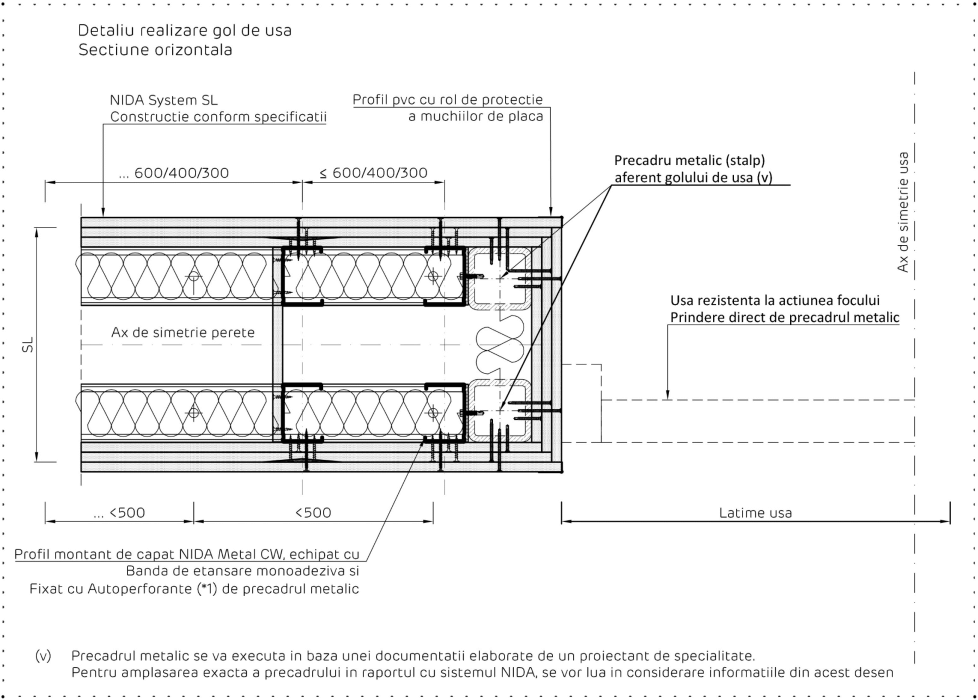 Detaliu realizare gol de usa
Sectiune orizontala
NIDA System SL
Constructie conform specificatii
Profil pvc cu rol de protectie
a muchiilor de placa
Precadru metalic (stalp)
aferent golului de usa (v)
... 600/400/300
≤ 600/400/300
Ax de simetrie usa
Usa rezistenta la actiunea focului
Prindere direct de precadrul metalic
Ax de simetrie perete
SL
... <500
<500
Latime usa
Profil montant de capat NIDA Metal CW, echipat cu
Banda de etansare monoadeziva si
Fixat cu Autoperforante (*1) de precadrul metalic
(v) Precadrul metalic se va executa in baza unei documentatii elaborate de un proiectant de specialitate.
Pentru amplasarea exacta a precadrului in raportul cu sistemul NIDA, se vor lua in considerare informatiile din acest desen